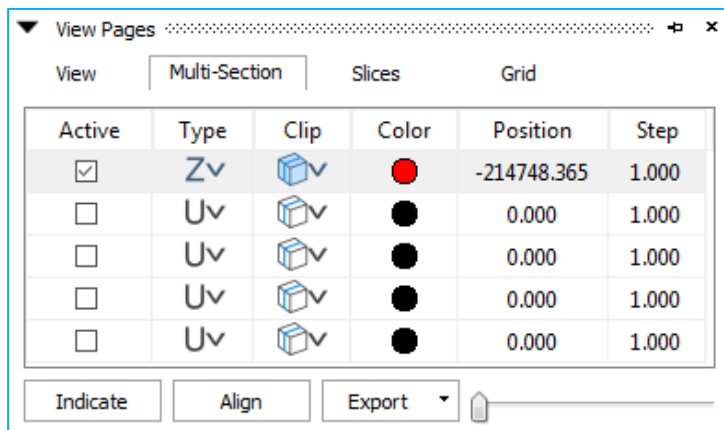 View Pages
View Multi-Section Slices Grid
Active Type Clip Color Position Step
Z -214748.365 1.000
U 0.000 1.000
U 0.000 1.000
U 0.000 1.000
U 0.000 1.000
Indicate Align Export